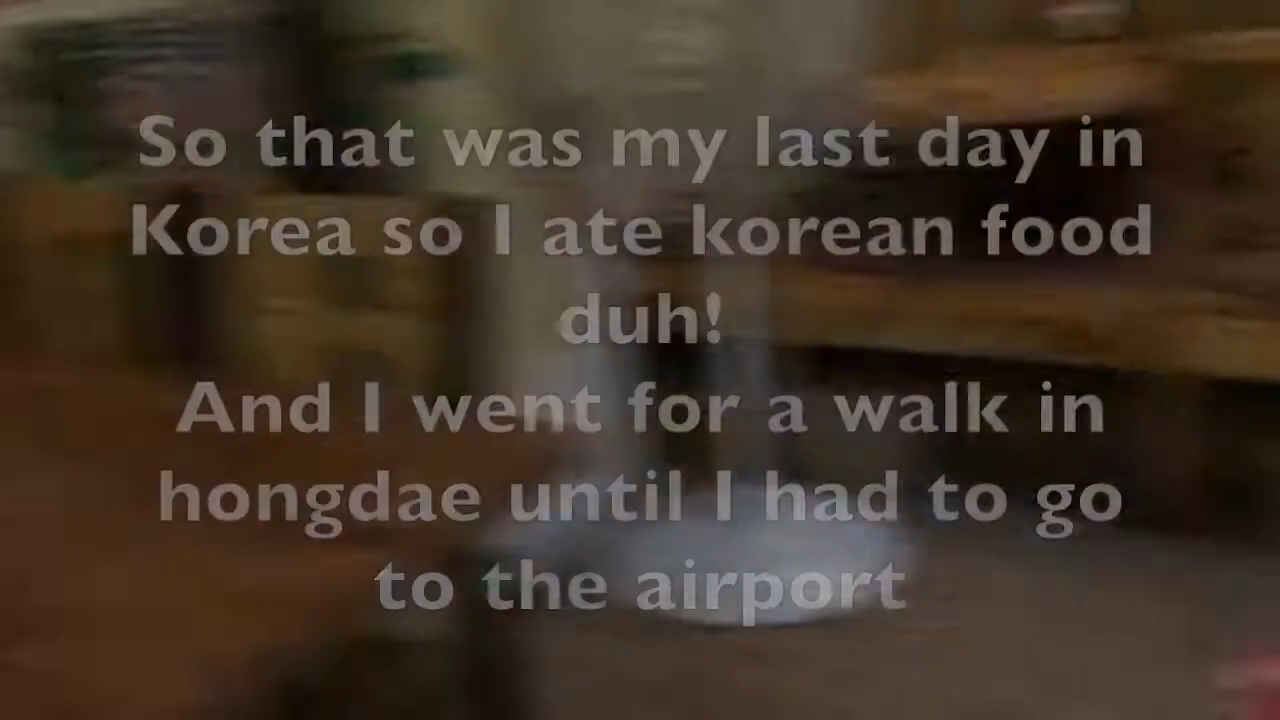 So that was my last day in
Korea so I ate korean food
duh!
And I went for a walk in
hongdae until I had to go
to the airport